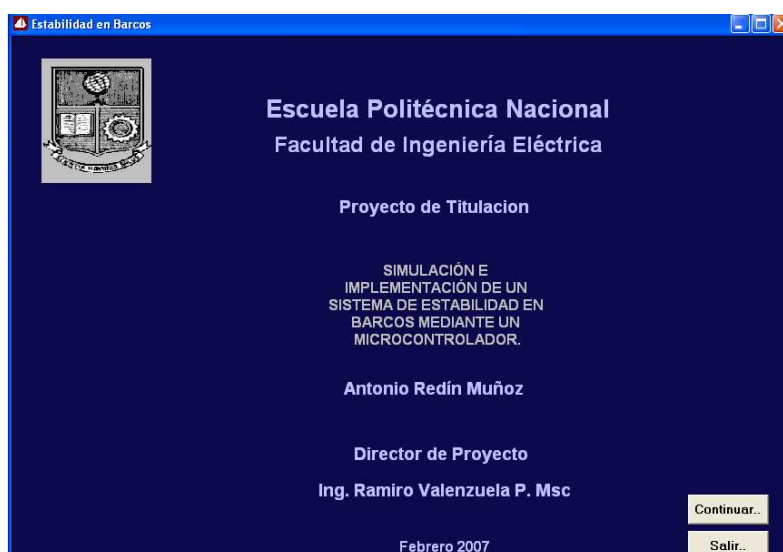 Estabilidad en Barcos
Escuela Politécnica Nacional
Facultad de Ingeniería Eléctrica
Proyecto de Titulacion
SIMULACIÓN E
IMPLEMENTACIÓN DE UN
SISTEMA DE ESTABILIDAD EN
BARCOS MEDIANTE UN
MICROCONTROLADOR.
Antonio Redín Muñoz
Director de Proyecto
Ing. Ramiro Valenzuela P. Msc
Continuar..
Febrero 2007
Salir..